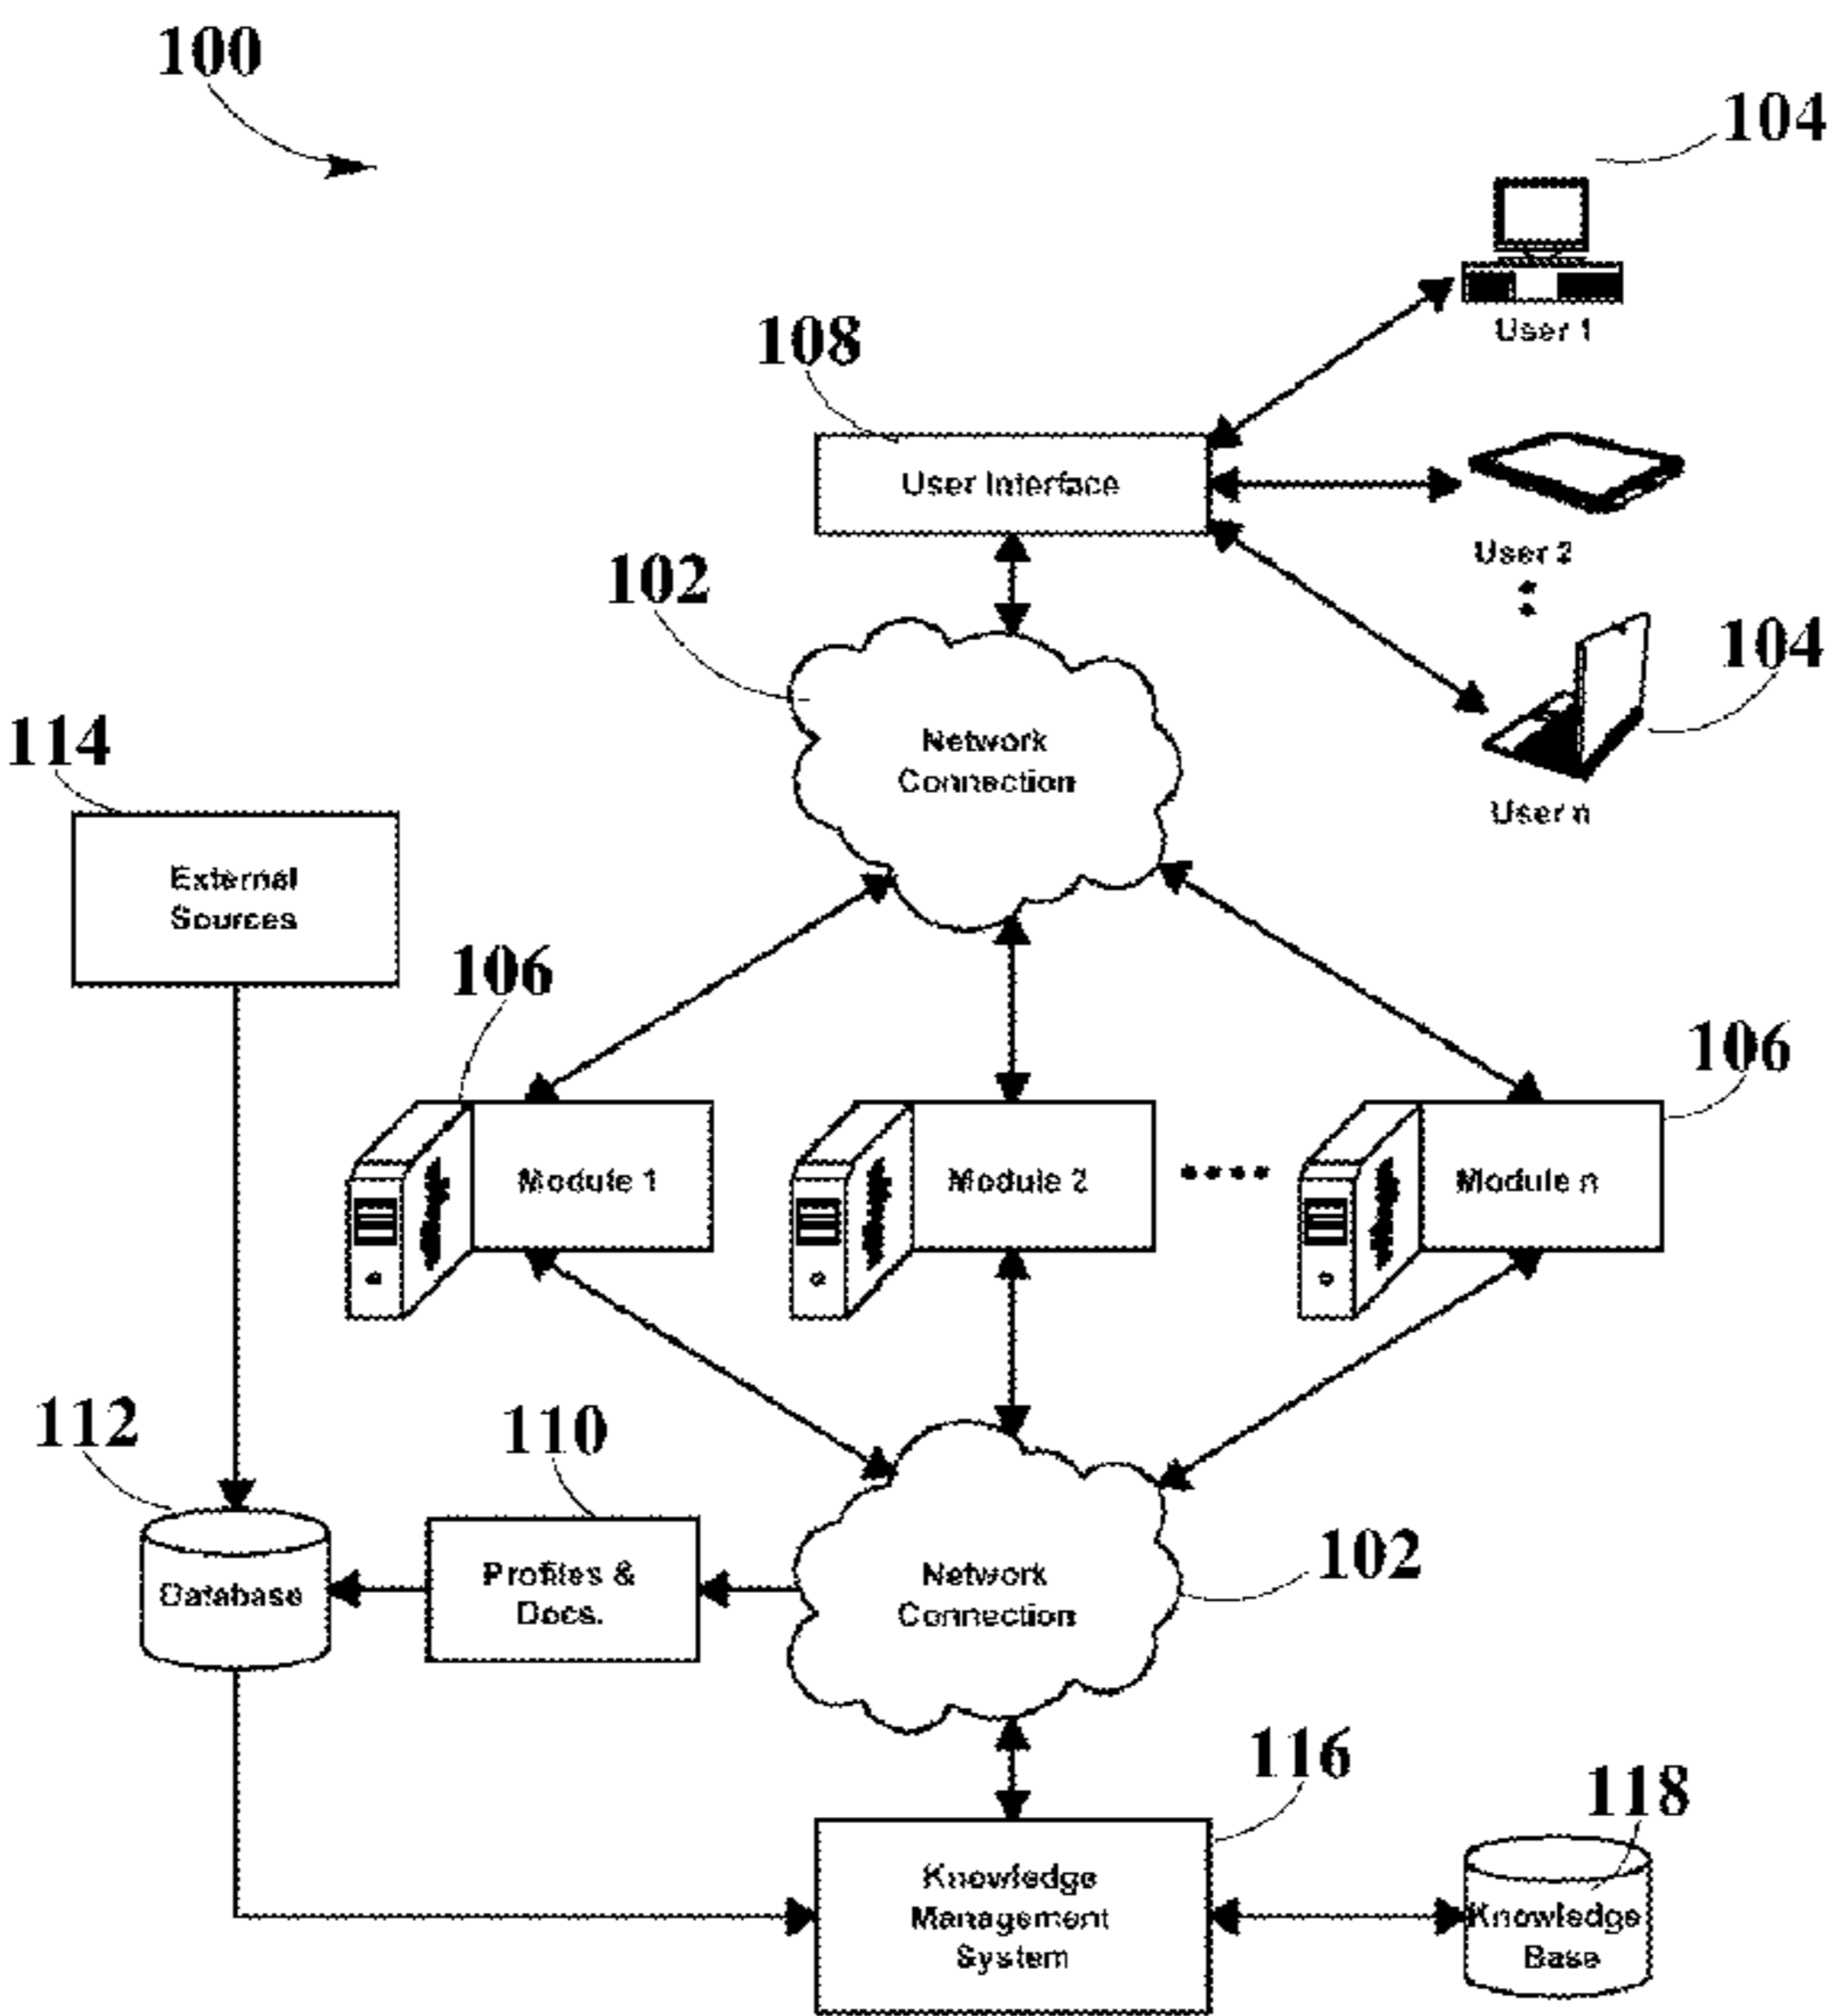 100
104
User 1
108
User Interface
User 2
102
104
Network
Connection
User n
114
External
Sources
106
106
Module 1
Module 2
Module n
112
110
102
Database
Profiles &
Docs.
Network
Connection
116
118
Knowledge
Management
System
Knowledge
Base